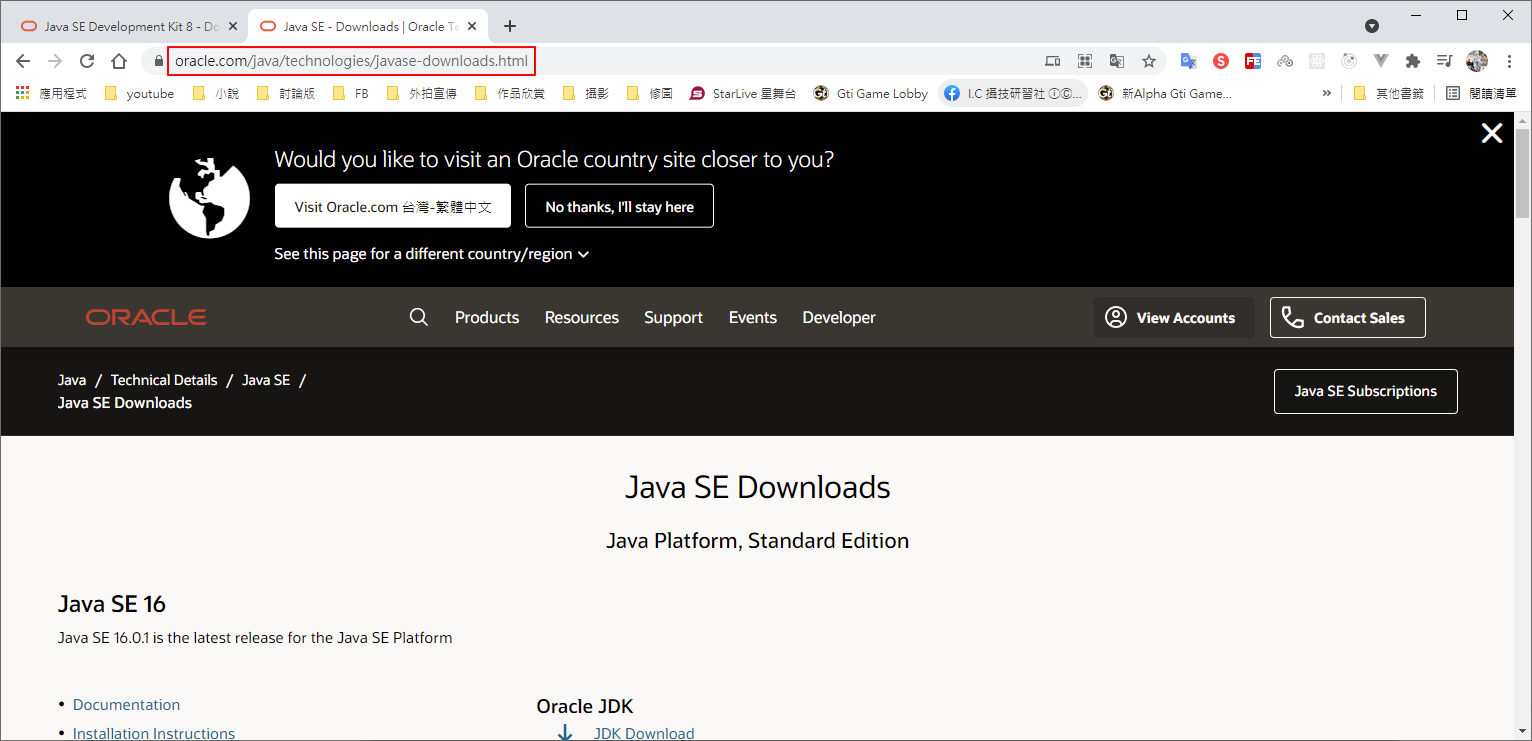 Java SE Development Kit 8 - Do
Java SE - Downloads | Oracle Te
oracle.com/java/technologies/javase-downloads.html
應用程式 youtube 小說 討論版 FB 外拍宣傳 作品欣賞 攝影 修圖 StarLive 星舞台 Gti Game Lobby I.C 攝技研習社 ⒾⒸ... 新Alpha Gti Game... » 其他書籤 閱讀清單
Would you like to visit an Oracle country site closer to you?
Visit Oracle.com 台灣-繁體中文 No thanks, I'll stay here
See this page for a different country/region
ORACLE Products Resources Support Events Developer View Accounts Contact Sales
Java / Technical Details / Java SE /
Java SE Downloads
Java SE Subscriptions
Java SE Downloads
Java Platform, Standard Edition
Java SE 16
Java SE 16.0.1 is the latest release for the Java SE Platform
• Documentation
• Installation Instructions
Oracle JDK
JDK Download